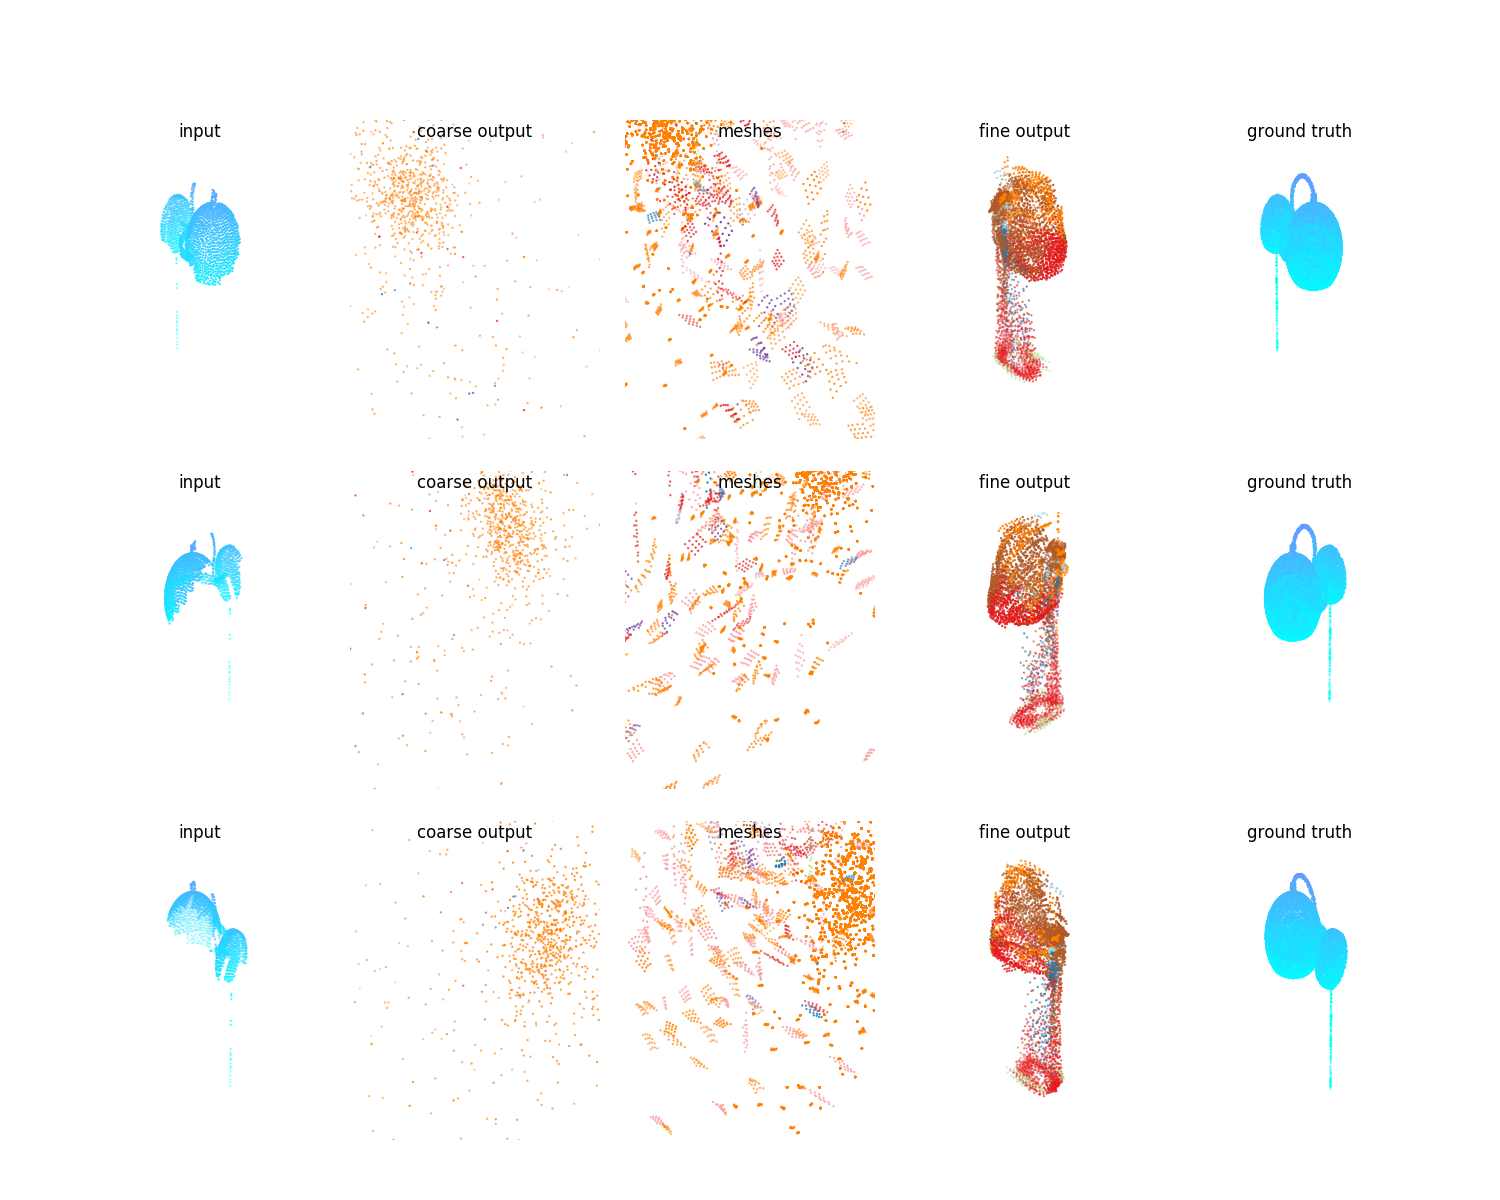 input
coarse output
meshes
fine output
ground truth
input
coarse output
meshes
fine output
ground truth
input
coarse output
meshes
fine output
ground truth